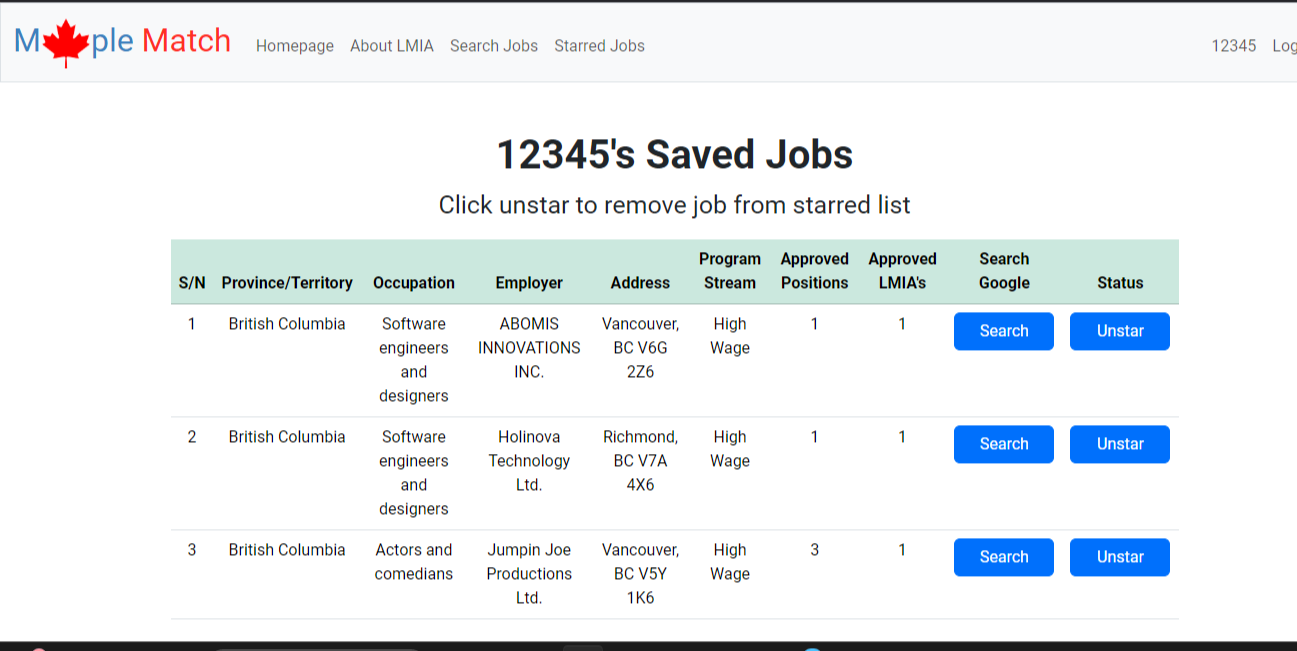 M ple Match Homepage About LMIA Search Jobs Starred Jobs 12345 Log
12345's Saved Jobs
Click unstar to remove job from starred list
S/N Province/Territory Occupation Employer Address Program Stream Approved Positions Approved LMIA's Search Google Status
1 British Columbia Software engineers and designers ABOMIS INNOVATIONS INC. Vancouver, BC V6G 2Z6 High Wage 1 1 Search Unstar
2 British Columbia Software engineers and designers Holinova Technology Ltd. Richmond, BC V7A 4X6 High Wage 1 1 Search Unstar
3 British Columbia Actors and comedians Jumpin Joe Productions Ltd. Vancouver, BC V5Y 1K6 High Wage 3 1 Search Unstar